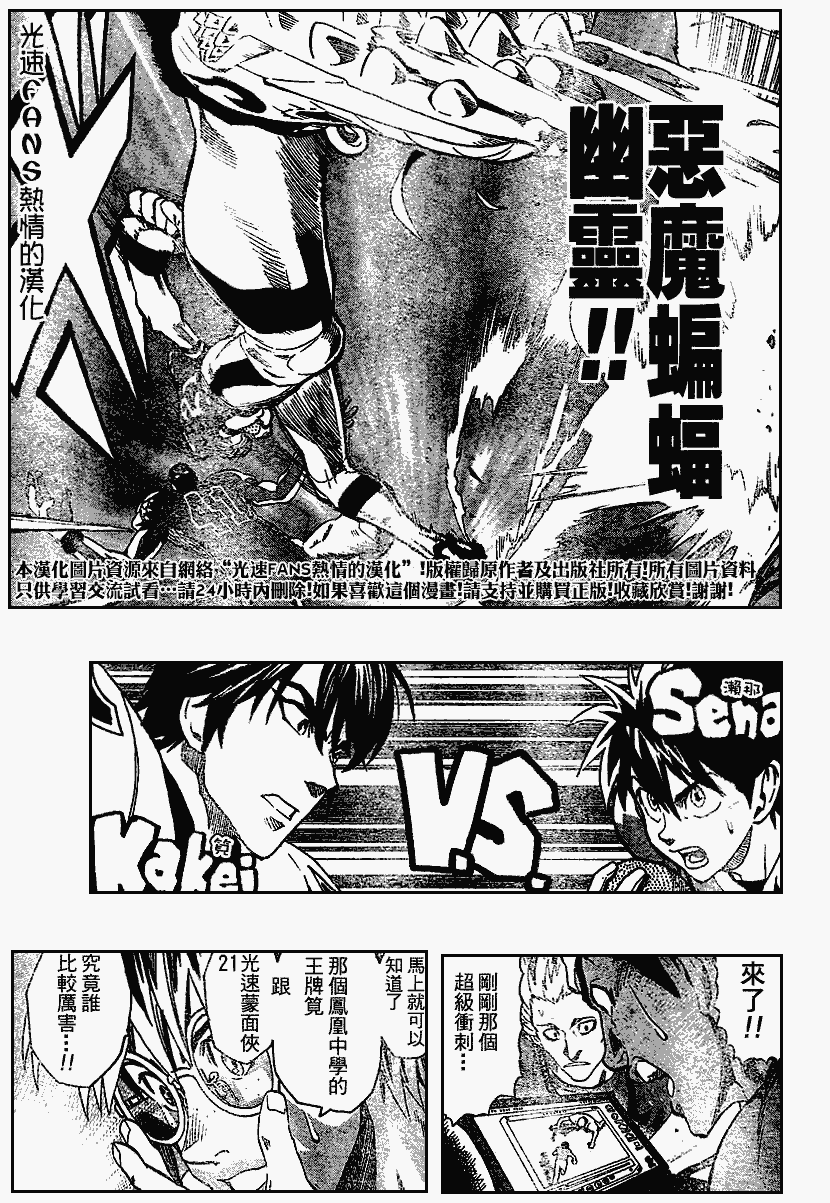 惡魔蝙蝠
幽靈!!
光速FANS熱情的漢化
本漢化圖片資源來自網絡“光速FANS熱情的漢化”!版權歸原作者及出版社所有!所有圖片資料
只供學習交流試看…請24小時內刪除!如果喜歡這個漫畫!請支持並購買正版!收藏欣賞!謝謝!
瀨那
Sena
V.S.
筧
Kakei
來了!!
剛剛那個
超級衝刺…
馬上就可以
知道了
那個鳳凰中學的
王牌筧
跟
光速蒙面俠
21
究竟誰
比較厲害…!!